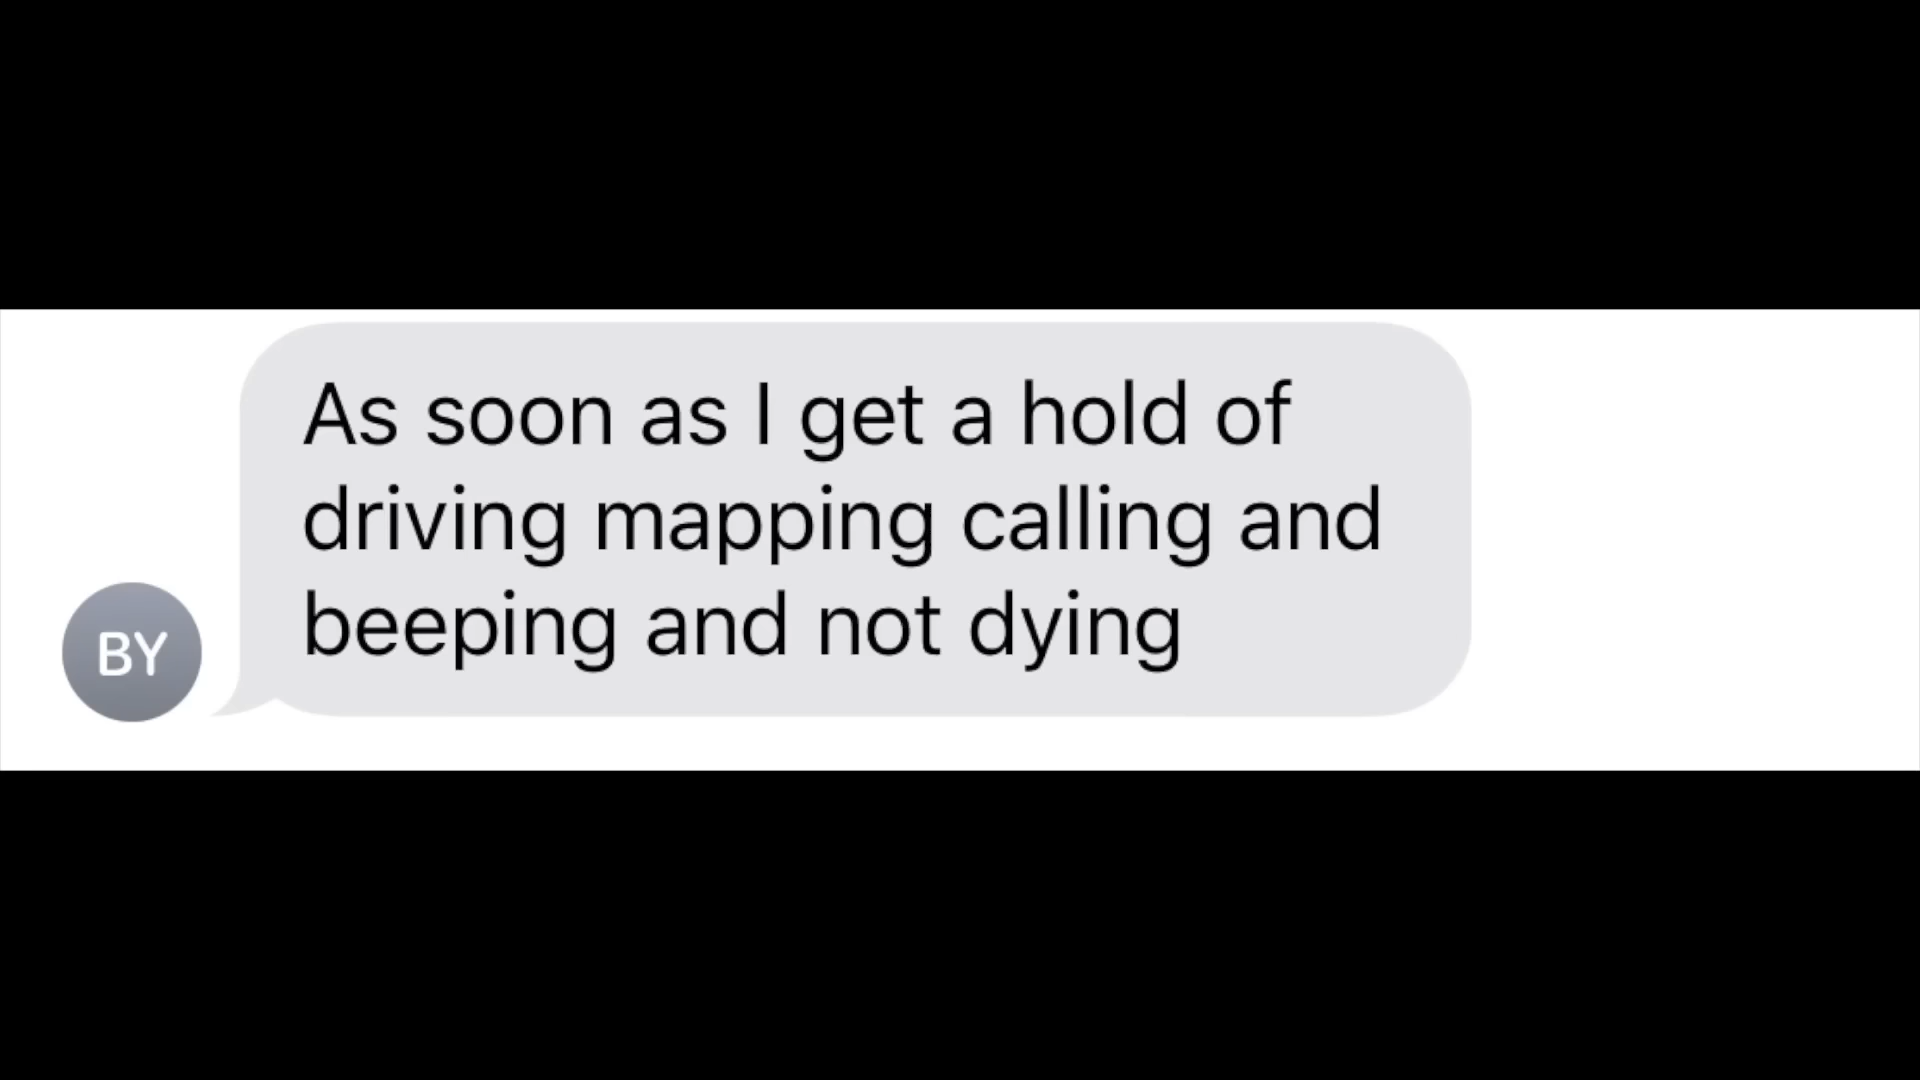 As soon as I get a hold of
driving mapping calling and
beeping and not dying
BY